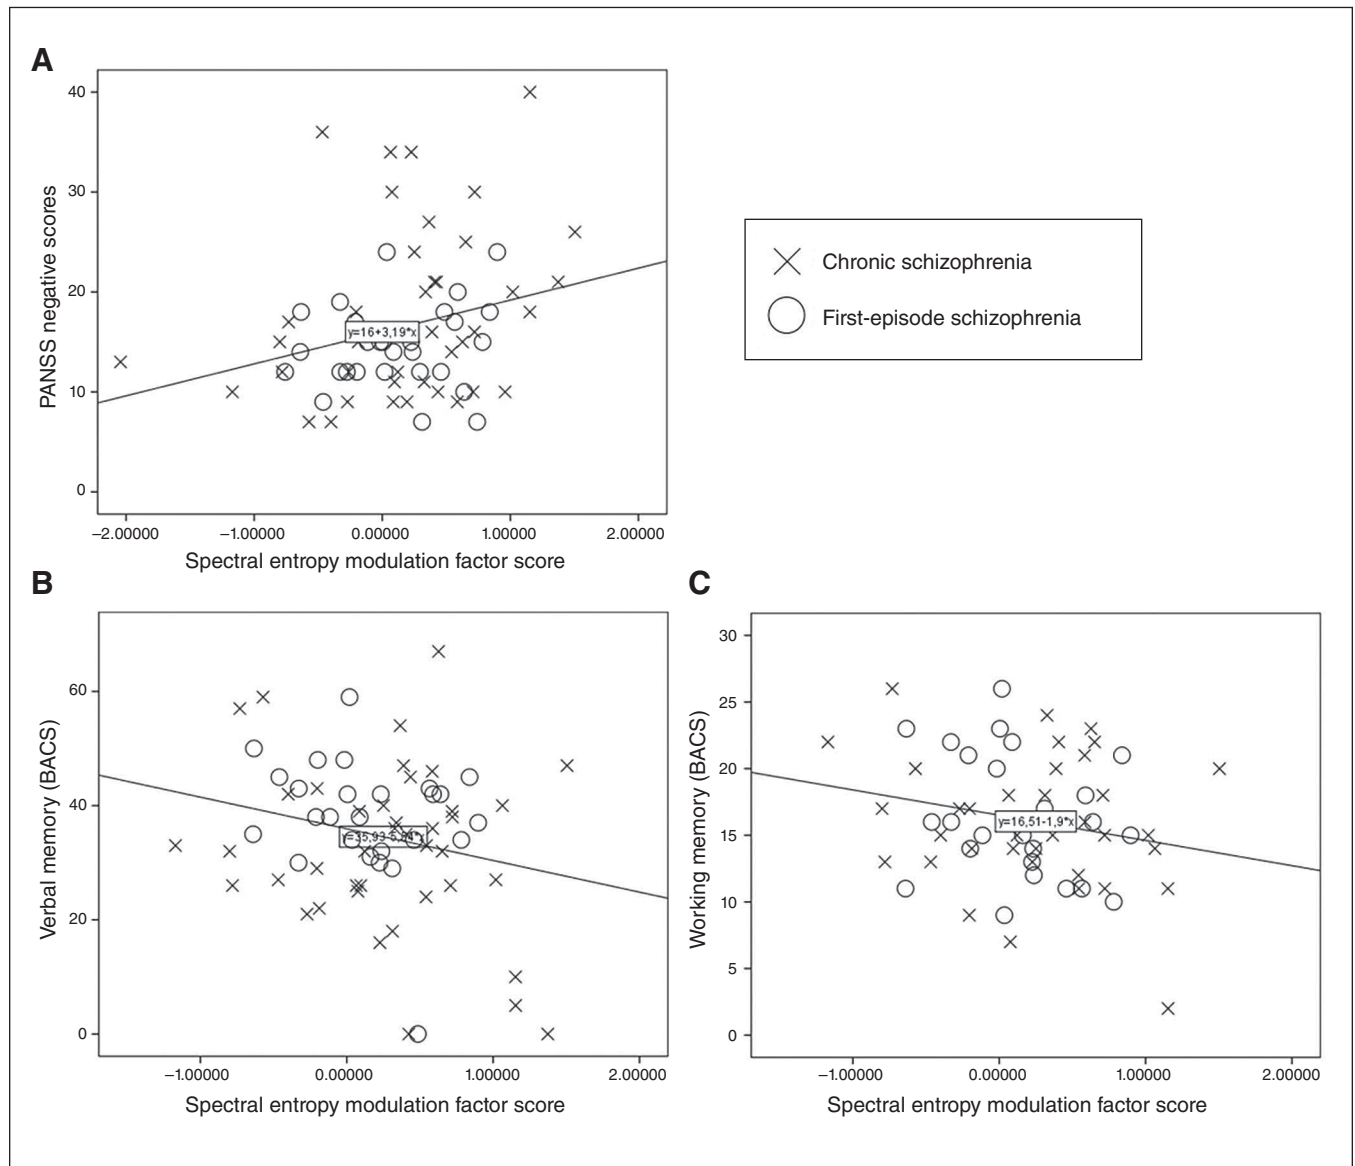 A
40
30
20
10
0
PANSS negative scores
y=16+3,19*x
–2.00000 –1.00000 0.00000 1.00000 2.00000
Spectral entropy modulation factor score
Chronic schizophrenia
First-episode schizophrenia
B
60
40
20
0
Verbal memory (BACS)
–1.00000 0.00000 1.00000 2.00000
Spectral entropy modulation factor score
C
30
25
20
15
10
5
0
Working memory (BACS)
y=16,51-1,9*x
–1.00000 0.00000 1.00000 2.00000
Spectral entropy modulation factor score